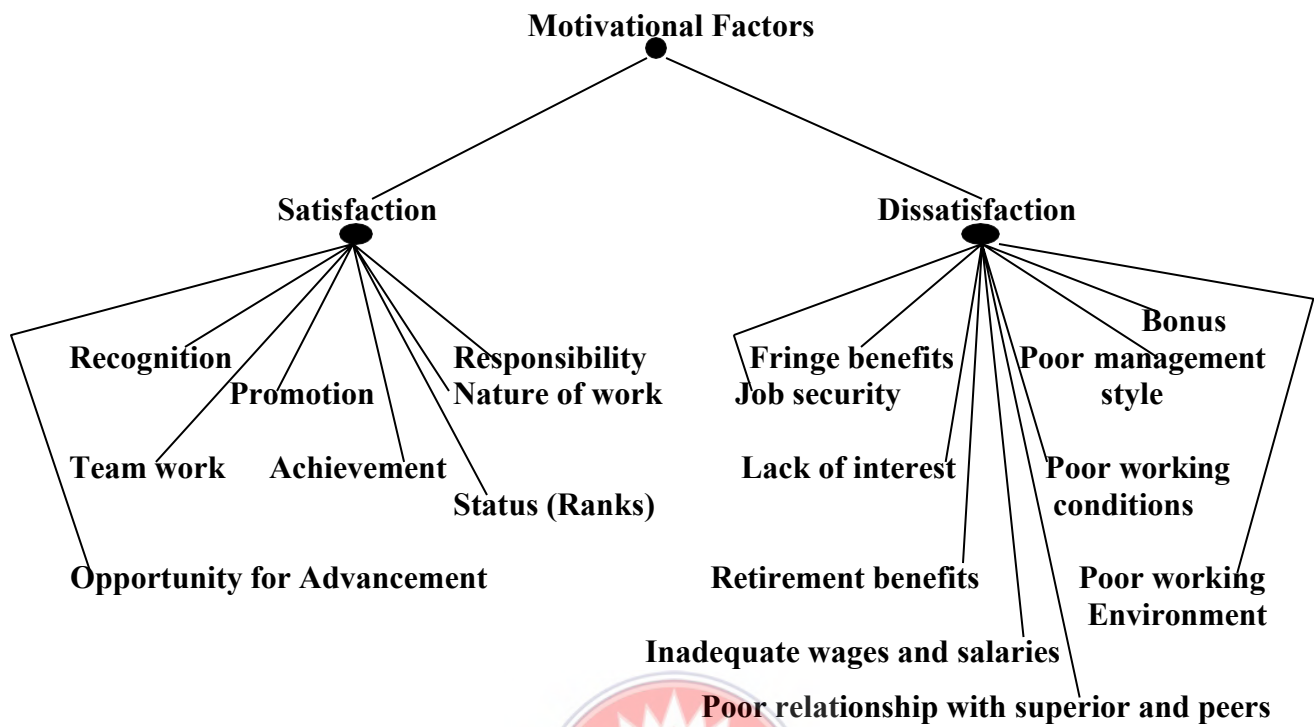 Motivational Factors
Satisfaction
Dissatisfaction
Recognition
Responsibility
Promotion
Nature of work
Team work
Achievement
Status (Ranks)
Opportunity for Advancement
Bonus
Fringe benefits
Poor management
style
Job security
Lack of interest
Poor working
conditions
Retirement benefits
Poor working
Environment
Inadequate wages and salaries
Poor relationship with superior and peers